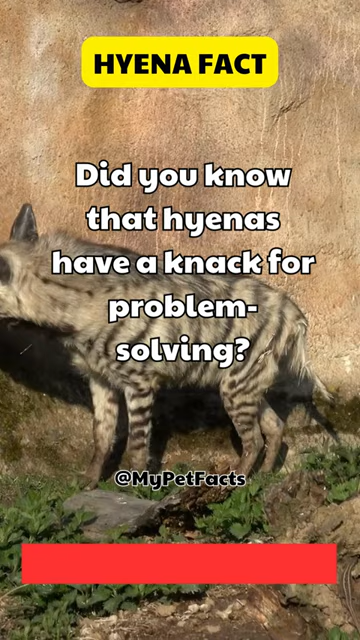 HYENA FACT
Did you know
that hyenas
have a knack for
problem-
solving?
@MyPetFacts